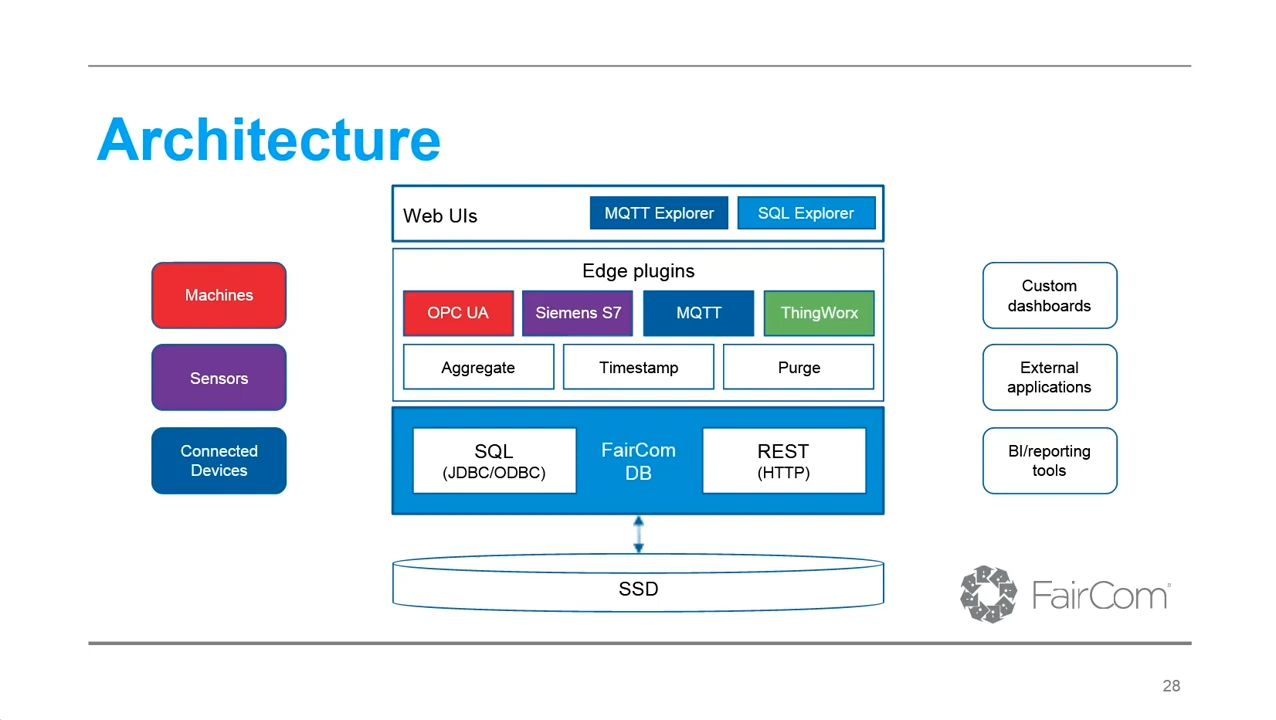 Architecture
Web UIs
MQTT Explorer
SQL Explorer
Edge plugins
OPC UA
Siemens S7
MQTT
ThingWorx
Aggregate
Timestamp
Purge
SQL
(JDBC/ODBC)
FairCom
DB
REST
(HTTP)
SSD
Machines
Sensors
Connected
Devices
Custom
dashboards
External
applications
BI/reporting
tools
FairCom®
28